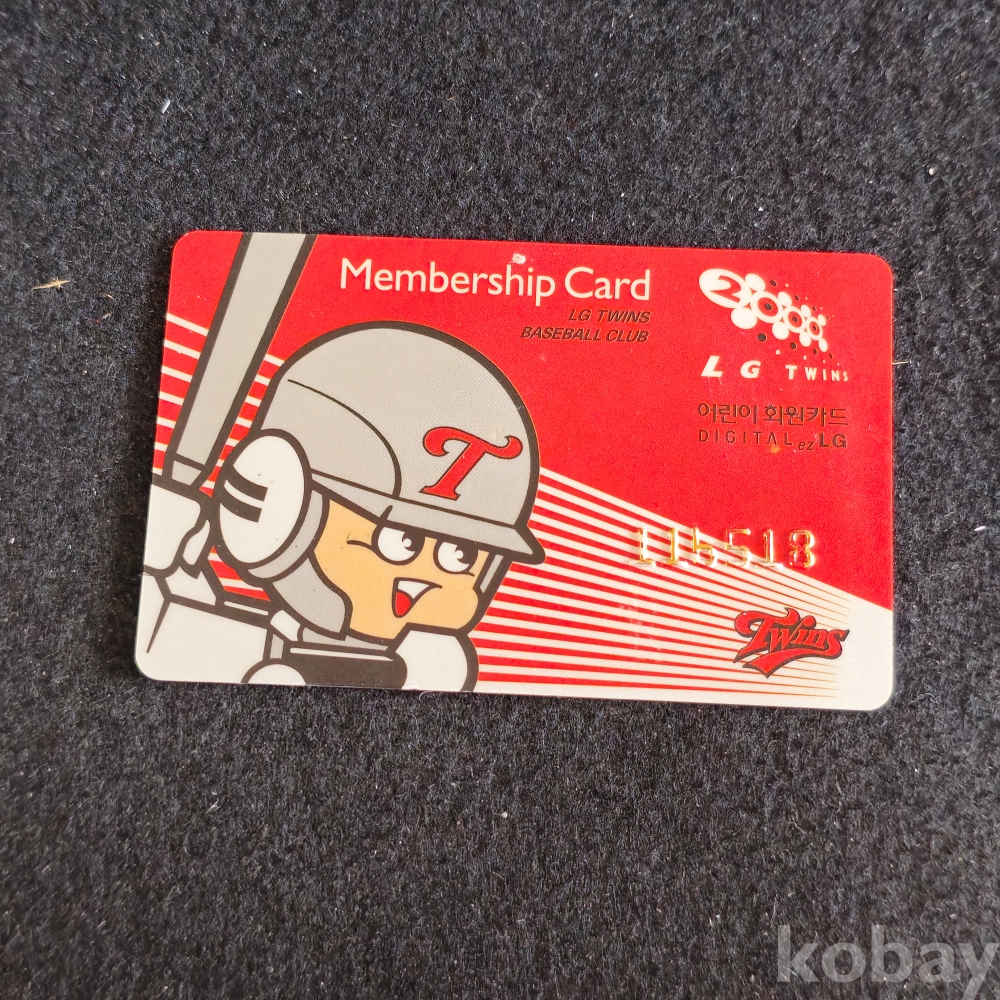 Membership Card
LG TWINS
BASEBALL CLUB
2000
LG TWINS
어린이 회원카드
DIGITAL ez LG
T
116518
Twins
kobay